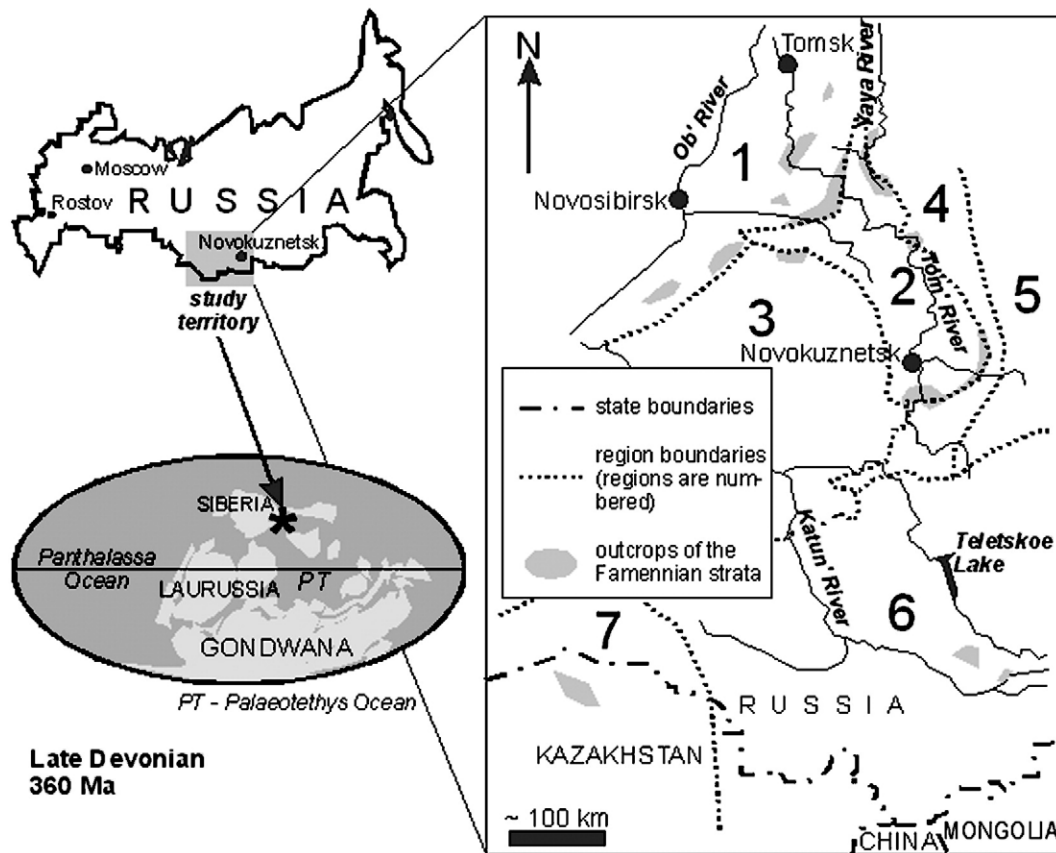 Moscow
Rostov
RUSSIA
Novokuznetsk
study
territory
SIBERIA
Panthalassa
Ocean
LAURUSSIA
PT
GONDWANA
PT - Palaeotethys Ocean
Late Devonian
360 Ma
N
Tomsk
Ob' River
Yaya River
1
Novosibirsk
4
2
Tom' River
5
3
Novokuznetsk
state boundaries
region boundaries
(regions are num-
bered)
outcrops of the
Famennian strata
Katun' River
Teletskoe
Lake
6
7
RUSSIA
KAZAKHSTAN
~ 100 km
CHINA
MONGOLIA